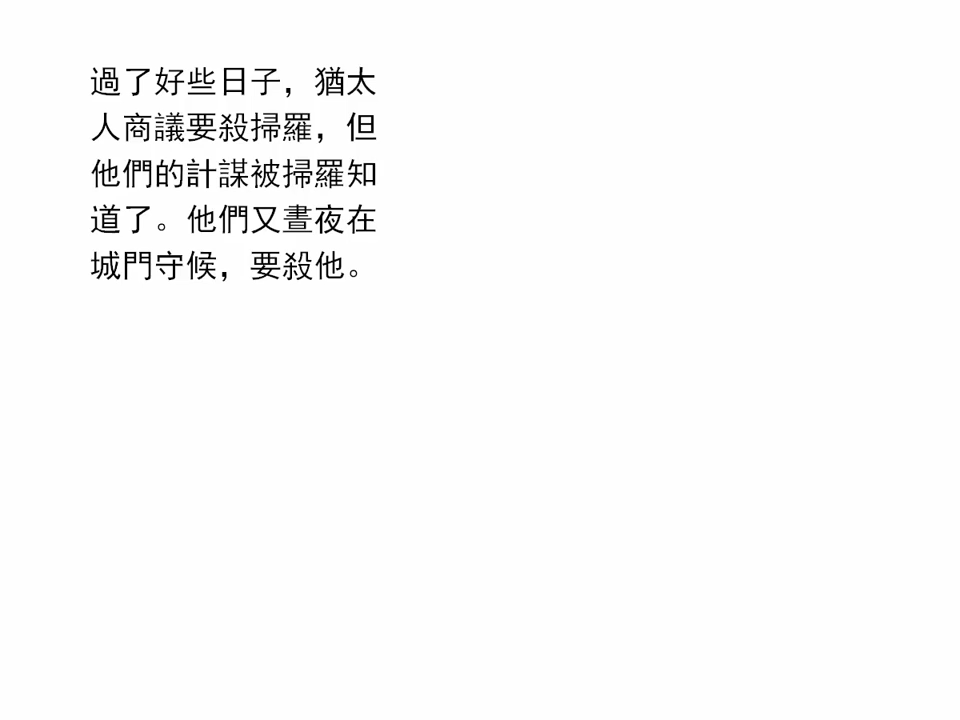 過了好些日子，猶太
人商議要殺掃羅，但
他們的計謀被掃羅知
道了。他們又晝夜在
城門守候，要殺他。